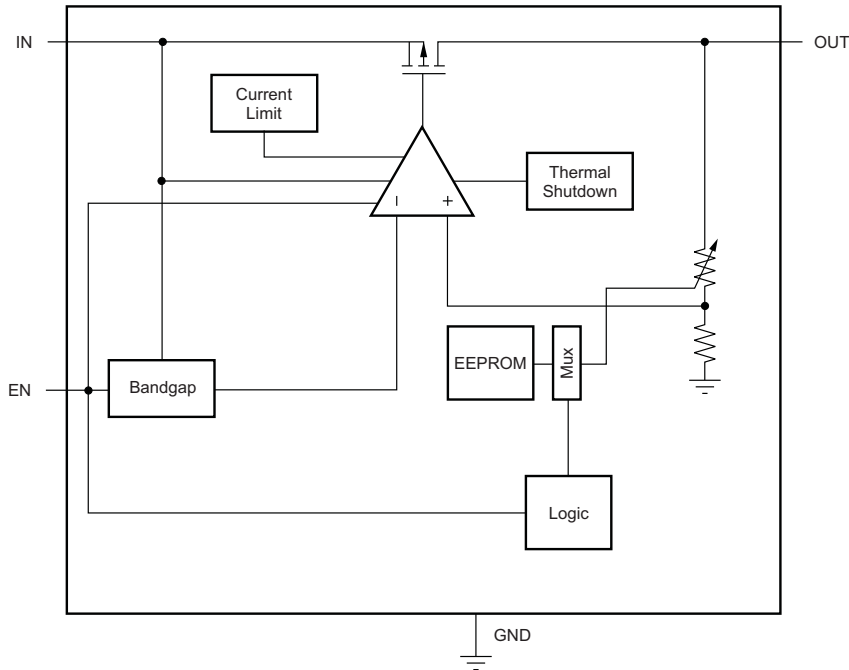 IN
OUT
Current
Limit
Thermal
Shutdown
− +
EEPROM
Mux
EN
Bandgap
Logic
GND